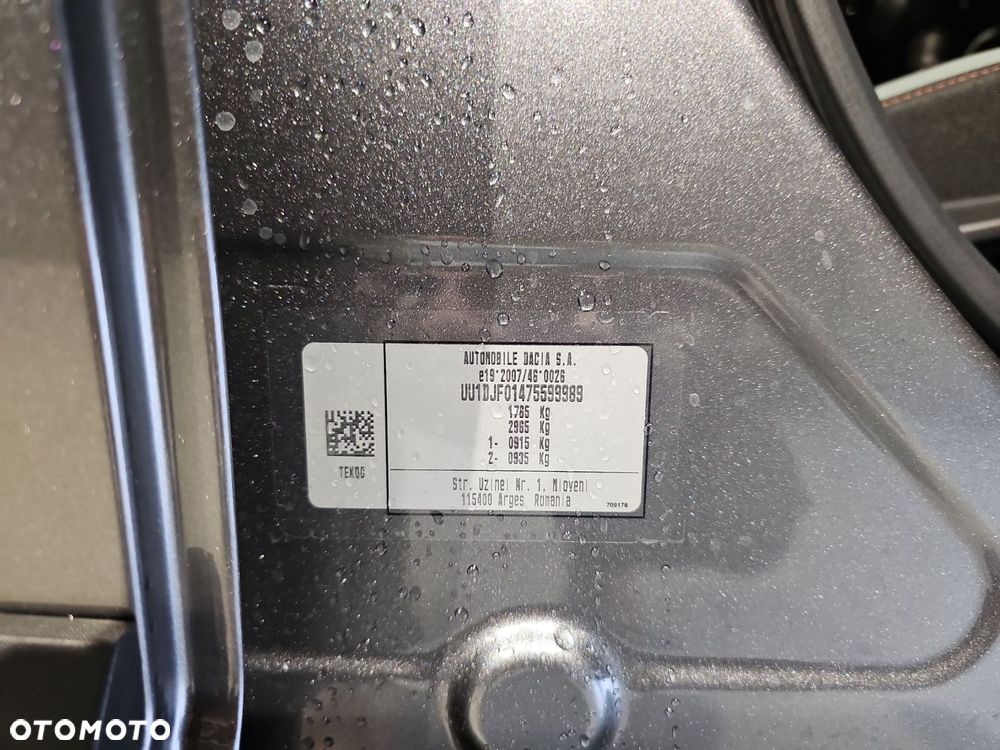 AUTOMOBILE DACIA S.A.
e19*2007/46*0026
UU1DJF01475599989
1785 Kg
2965 Kg
1- 0915 Kg
2- 0935 Kg
TEKQG
Str. Uzinei Nr. 1, Mioveni
115400 Arges Romania
709178
OTOMOTO